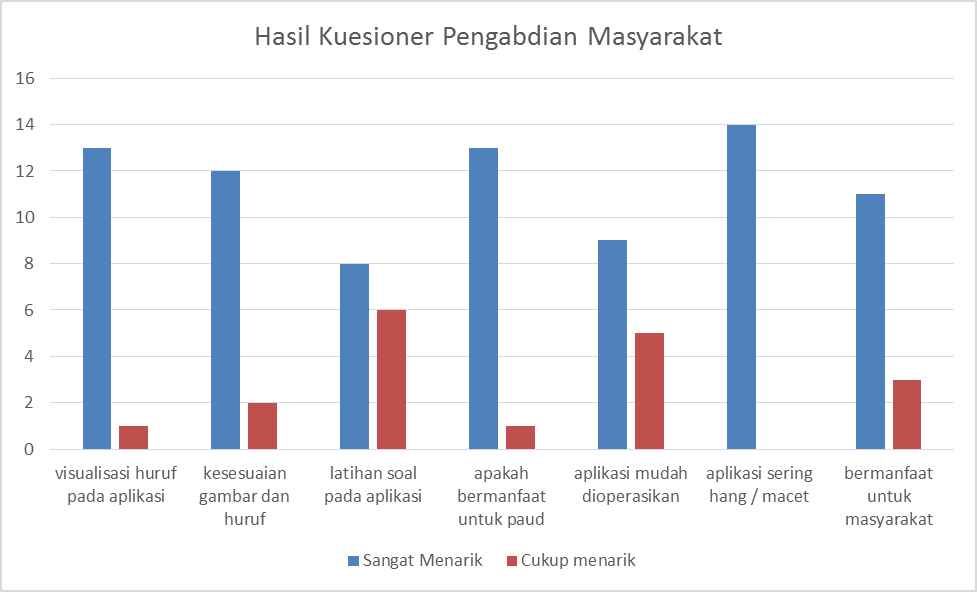 Hasil Kuesioner Pengabdian Masyarakat
16
14
12
10
8
6
4
2
0
visualisasi huruf
pada aplikasi
kesesuaian
gambar dan
huruf
latihan soal
pada aplikasi
apakah
bermanfaat
untuk paud
aplikasi mudah
dioperasikan
aplikasi sering
hang / macet
bermanfaat
untuk
masyarakat
Sangat Menarik
Cukup menarik